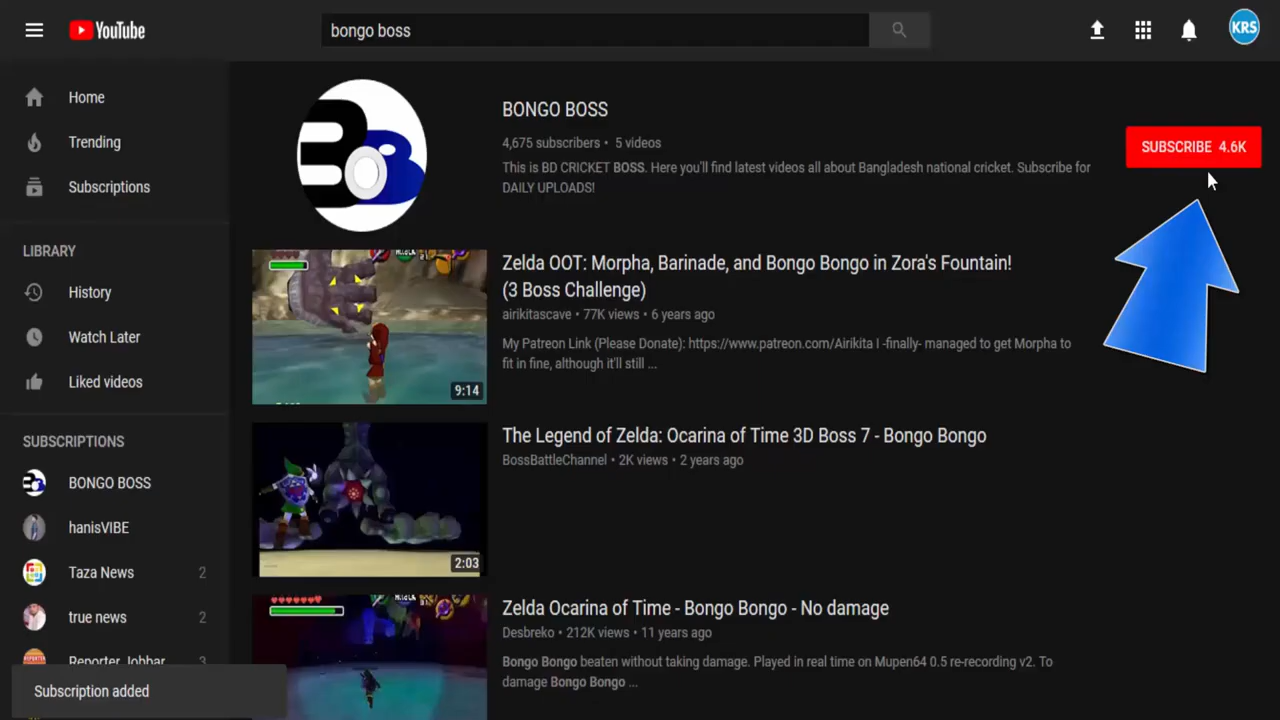 YouTube
bongo boss
KRS
Home
Trending
Subscriptions
LIBRARY
History
Watch Later
Liked videos
SUBSCRIPTIONS
BONGO BOSS
hanisVIBE
Taza News 2
true news 2
Reporter Jobbar 3
Subscription added
BONGO BOSS
4,675 subscribers • 5 videos
This is BD CRICKET BOSS. Here you'll find latest videos all about Bangladesh national cricket. Subscribe for
DAILY UPLOADS!
SUBSCRIBE 4.6K
Zelda OOT: Morpha, Barinade, and Bongo Bongo in Zora's Fountain!
(3 Boss Challenge)
airikitascave • 77K views • 6 years ago
My Patreon Link (Please Donate): https://www.patreon.com/Airikita I -finally- managed to get Morpha to
fit in fine, although it'll still ...
9:14
The Legend of Zelda: Ocarina of Time 3D Boss 7 - Bongo Bongo
BossBattleChannel • 2K views • 2 years ago
2:03
Zelda Ocarina of Time - Bongo Bongo - No damage
Desbreko • 212K views • 11 years ago
Bongo Bongo beaten without taking damage. Played in real time on Mupen64 0.5 re-recording v2. To
damage Bongo Bongo ...